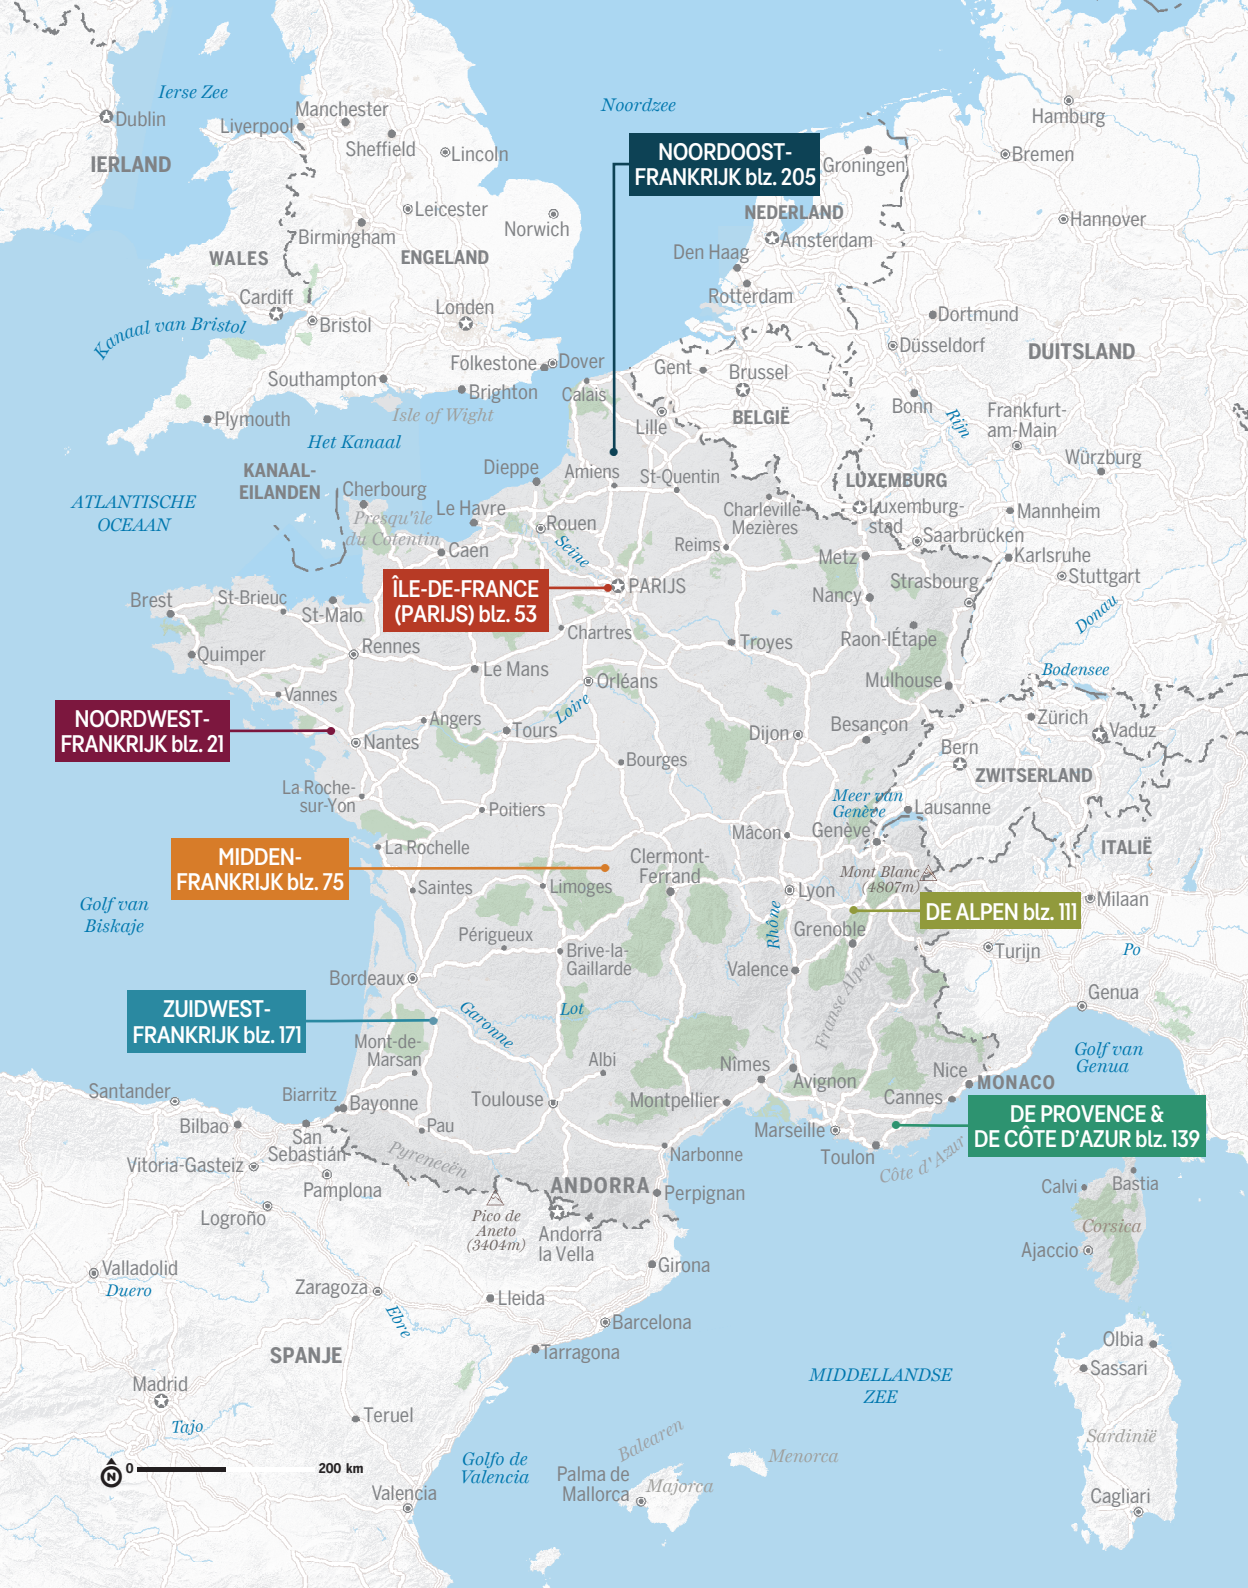 Ierse Zee
Noordzee
Manchester
Hamburg
Dublin
Liverpool
Sheffield
Lincoln
NOORDOOST-
FRANKRIJK blz. 205
Groningen
Bremen
IERLAND
Leicester
Norwich
NEDERLAND
Hannover
Birmingham
Amsterdam
WALES
ENGELAND
Den Haag
Cardiff
Londen
Rotterdam
Kanaal van Bristol
Bristol
Dortmund
Düsseldorf
DUITSLAND
Folkestone
Dover
Gent
Brussel
Southampton
Brighton
Calais
Bonn
Rijn
Frankfurt-
am-Main
Plymouth
Isle of Wight
BELGIË
Lille
Het Kanaal
Würzburg
KANAAL-
EILANDEN
Dieppe
Amiens
St-Quentin
LUXEMBURG
ATLANTISCHE
OCEAAN
Cherbourg
Presqu'île
du Cotentin
Le Havre
Rouen
Charleville-
Mezières
Luxemburg-
stad
Mannheim
Caen
Seine
Reims
Metz
Saarbrücken
Karlsruhe
ÎLE-DE-FRANCE
(PARIJS) blz. 53
PARIJS
Nancy
Strasbourg
Stuttgart
Brest
St-Brieuc
St-Malo
Donau
Chartres
Troyes
Raon-lÉtape
Quimper
Rennes
Le Mans
Orléans
Mulhouse
Bodensee
Vannes
NOORDWEST-
FRANKRIJK blz. 21
Angers
Tours
Loire
Dijon
Besançon
Zürich
Vaduz
Nantes
Bourges
Bern
ZWITSERLAND
La Roche-
sur-Yon
Poitiers
Meer van
Genève
Lausanne
Mâcon
Genève
ITALIË
MIDDEN-
FRANKRIJK blz. 75
La Rochelle
Clermont-
Ferrand
Mont Blanc
(4807m)
Saintes
Limoges
Lyon
Milaan
Golf van
Biskaje
DE ALPEN blz. 111
Rhône
Grenoble
Périgueux
Brive-la-
Gaillarde
Turijn
Po
Bordeaux
Valence
Franse Alpen
Genua
ZUIDWEST-
FRANKRIJK blz. 171
Garonne
Lot
Mont-de-
Marsan
Albi
Nîmes
Golf van
Genua
Avignon
Nice
MONACO
Santander
Biarritz
Bayonne
Toulouse
Montpellier
Cannes
Bilbao
Pau
Marseille
DE PROVENCE &
DE CÔTE D'AZUR blz. 139
San
Sebastián
Pyreneeën
Narbonne
Toulon
Côte d'Azur
Vitoria-Gasteiz
Pamplona
ANDORRA
Perpignan
Calvi
Bastia
Logroño
Pico de
Aneto
(3404m)
Andorra
la Vella
Corsica
Ajaccio
Valladolid
Duero
Zaragoza
Girona
Lleida
Ebre
Barcelona
SPANJE
Tarragona
Olbia
Sassari
Madrid
MIDDELLANDSE
ZEE
Teruel
Tajo
Balearen
Sardinië
Golfo de
Valencia
Menorca
N
0
200 km
Palma de
Mallorca
Majorca
Valencia
Cagliari